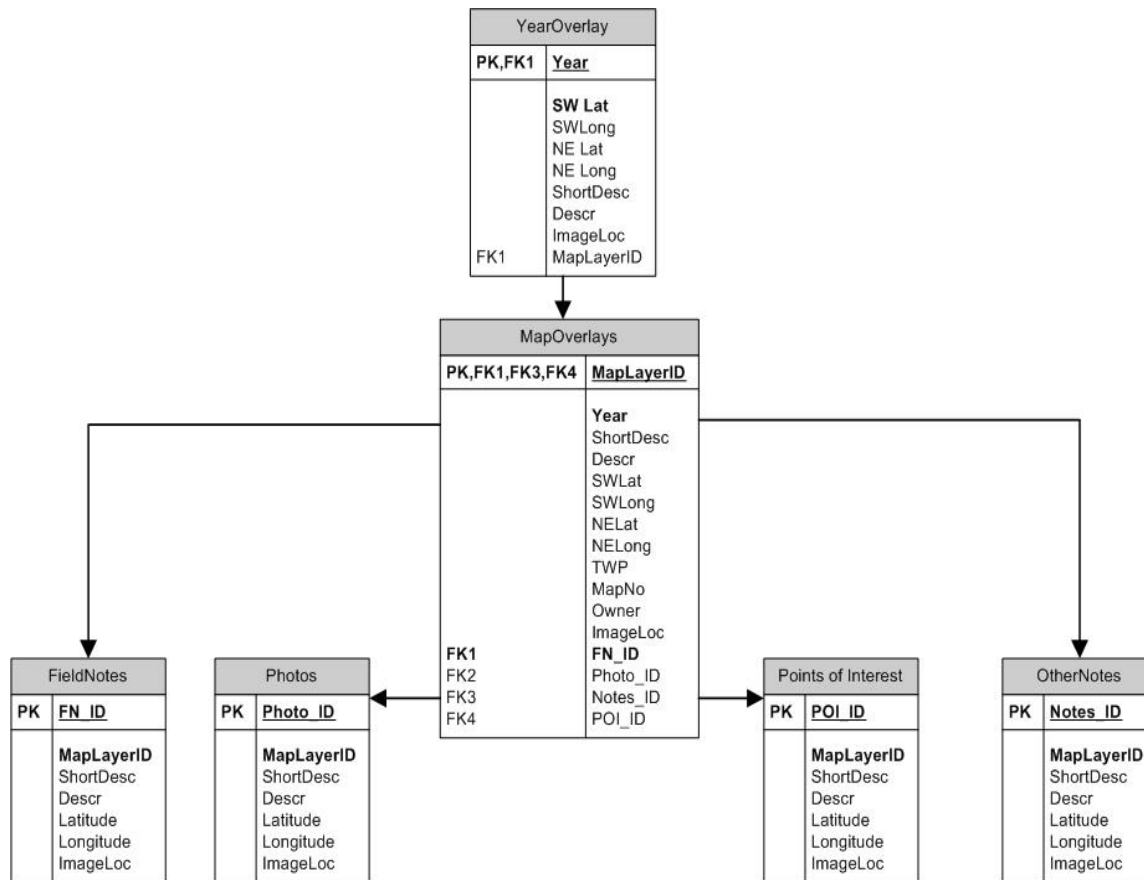 YearOverlay
PK,FK1 Year
SW Lat
SWLong
NE Lat
NE Long
ShortDesc
Descr
ImageLoc
FK1 MapLayerID
MapOverlays
PK,FK1,FK3,FK4 MapLayerID
Year
ShortDesc
Descr
SWLat
SWLong
NELat
NELong
TWP
MapNo
Owner
ImageLoc
FK1 FN_ID
FK2 Photo_ID
FK3 Notes_ID
FK4 POI_ID
FieldNotes
PK FN_ID
MapLayerID
ShortDesc
Descr
Latitude
Longitude
ImageLoc
Photos
PK Photo_ID
MapLayerID
ShortDesc
Descr
Latitude
Longitude
ImageLoc
Points of Interest
PK POI_ID
MapLayerID
ShortDesc
Descr
Latitude
Longitude
ImageLoc
OtherNotes
PK Notes_ID
MapLayerID
ShortDesc
Descr
Latitude
Longitude
ImageLoc